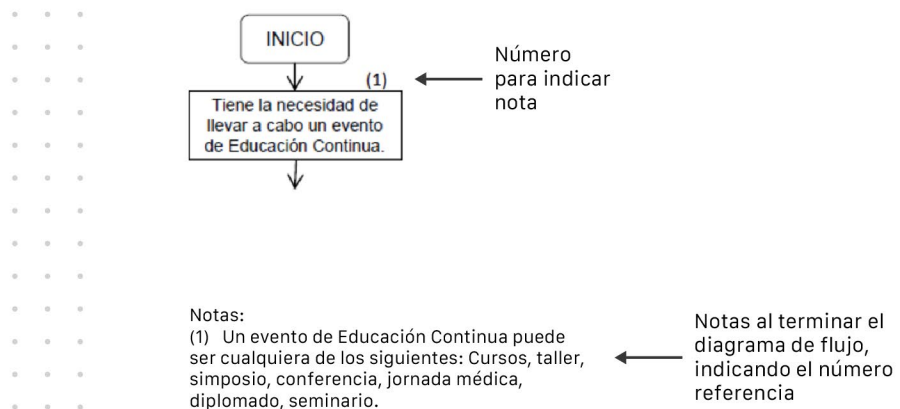 INICIO
(1)
Número
para indicar
nota
Tiene la necesidad de
llevar a cabo un evento
de Educación Continua.
Notas:
(1) Un evento de Educación Continua puede
ser cualquiera de los siguientes: Cursos, taller,
simposio, conferencia, jornada médica,
diplomado, seminario.
Notas al terminar el
diagrama de flujo,
indicando el número
referencia